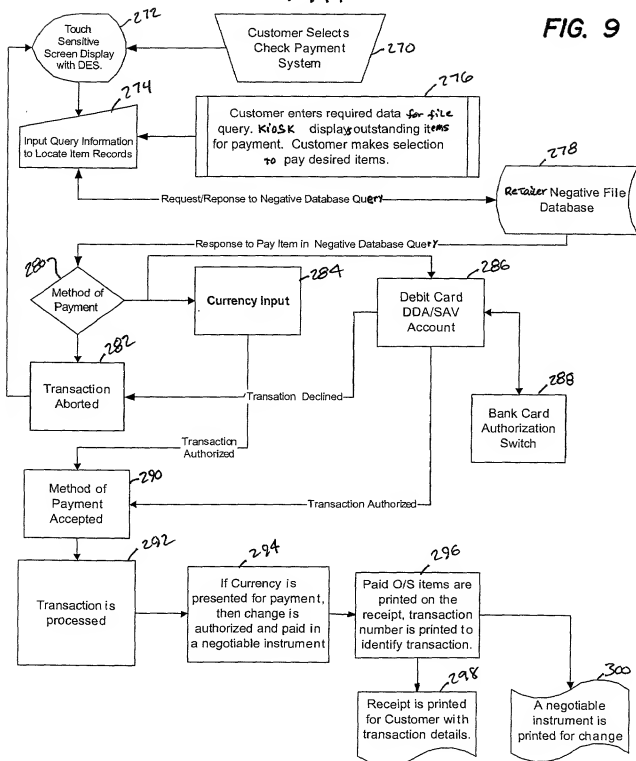 FIG. 9
272
Touch
Sensitive
Screen Display
with DES.
Customer Selects
Check Payment
System
270
274
Input Query Information
to Locate Item Records
276
Customer enters required data for file
query. KIOSK displays outstanding items
for payment. Customer makes selection
to pay desired items.
278
Retailer Negative File
Database
Request/Reponse to Negative Database Query
Response to Pay Item in Negative Database Query
280
Method of
Payment
284
Currency Input
286
Debit Card
DDA/SAV
Account
282
Transaction
Aborted
Transation Declined
288
Bank Card
Authorization
Switch
Transaction
Authorized
290
Method of
Payment
Accepted
Transaction Authorized
292
Transaction is
processed
294
If Currency is
presented for payment,
then change is
authorized and paid in
a negotiable instrument
296
Paid O/S items are
printed on the
receipt, transaction
number is printed to
identify transaction.
298
Receipt is printed
for Customer with
transaction details.
300
A negotiable
instrument is
printed for change